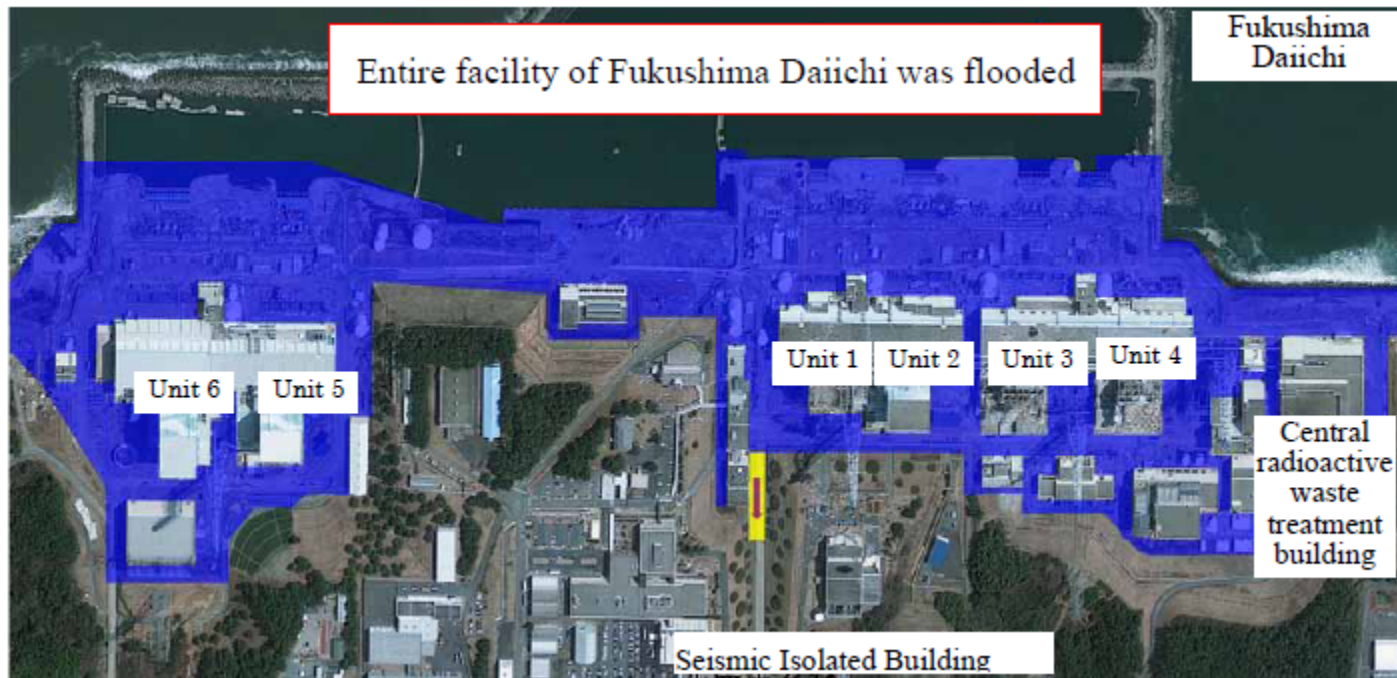 Entire facility of Fukushima Daiichi was flooded
Fukushima
Daiichi
Unit 6
Unit 5
Unit 1
Unit 2
Unit 3
Unit 4
Central
radioactive
waste
treatment
building
Seismic Isolated Building